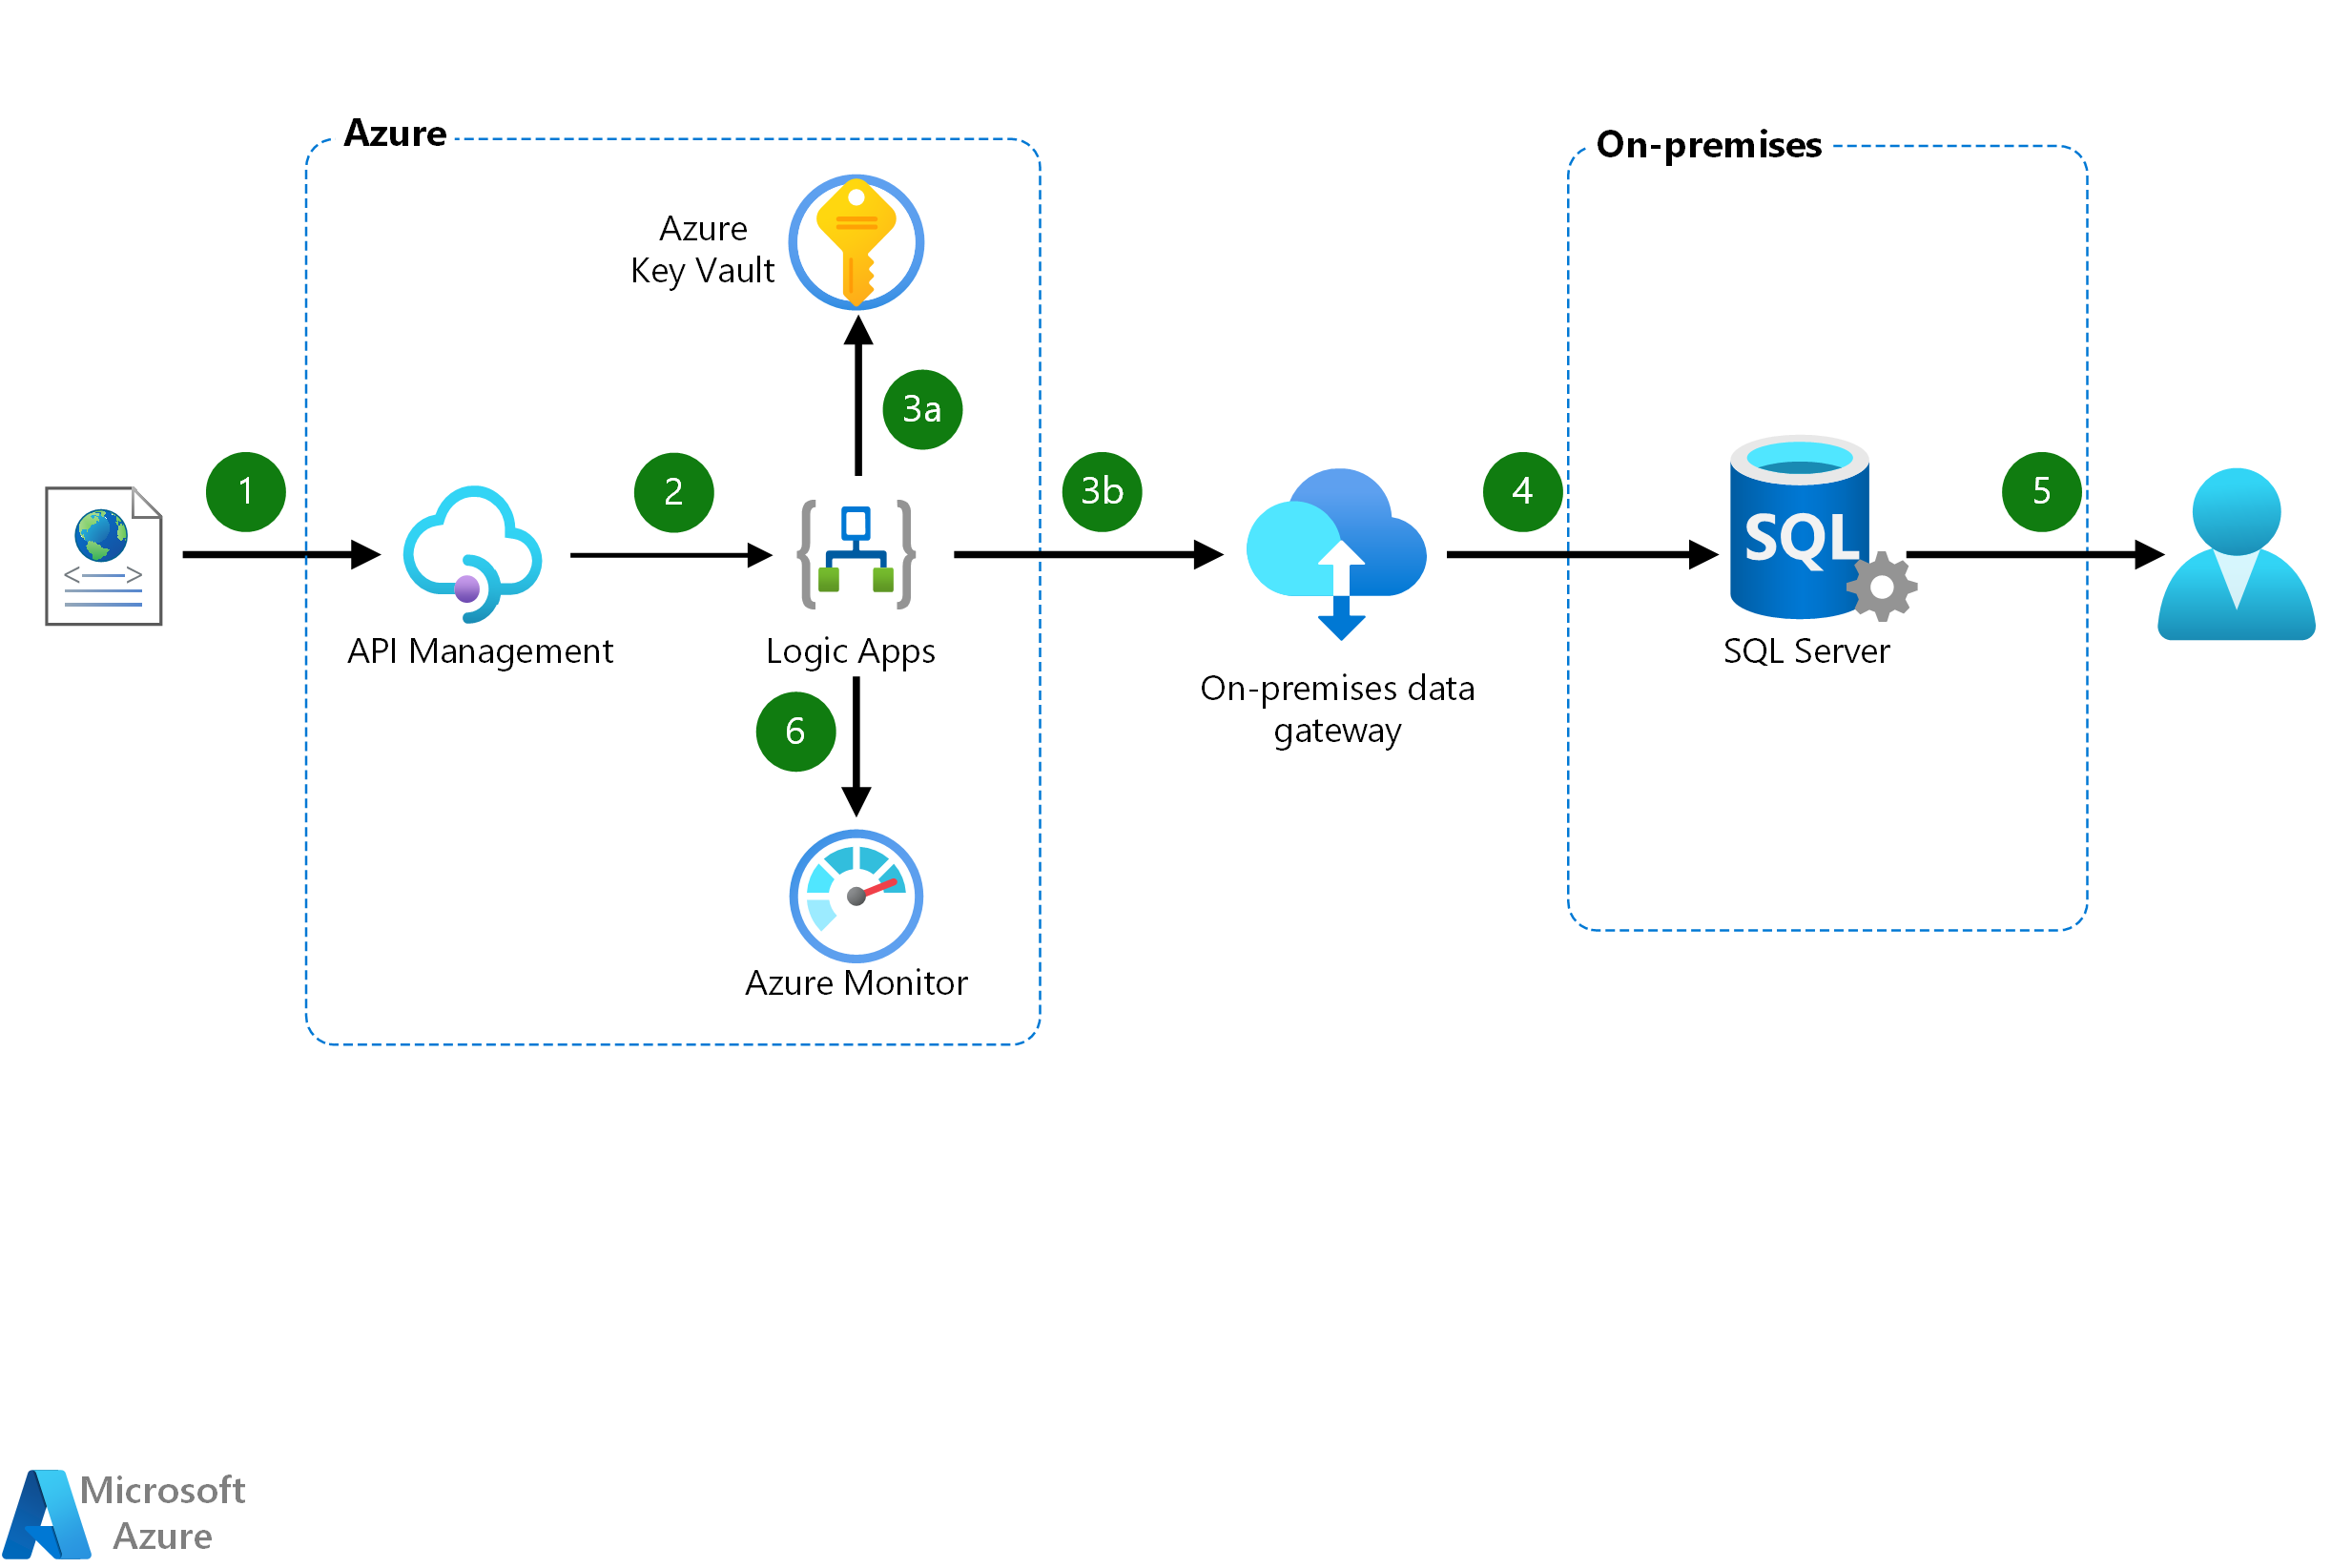 Azure
On-premises
Azure
Key Vault
3a
1
2
3b
4
5
SQL
API Management
Logic Apps
SQL Server
On-premises data
gateway
6
Azure Monitor
Microsoft
Azure